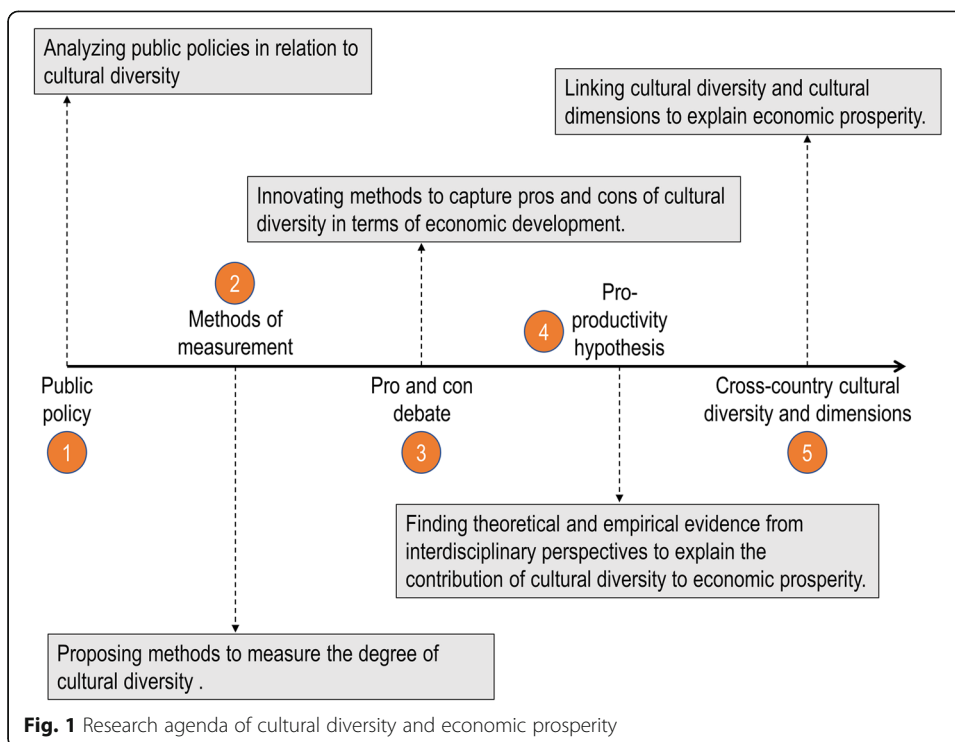 Analyzing public policies in relation to
cultural diversity
Linking cultural diversity and cultural
dimensions to explain economic prosperity.
Innovating methods to capture pros and cons of cultural
diversity in terms of economic development.
2
Methods of
measurement
4
Pro-
productivity
hypothesis
Public
policy
1
Pro and con
debate
3
Cross-country cultural
diversity and dimensions
5
Finding theoretical and empirical evidence from
interdisciplinary perspectives to explain the
contribution of cultural diversity to economic prosperity.
Proposing methods to measure the degree of
cultural diversity .
Fig. 1 Research agenda of cultural diversity and economic prosperity